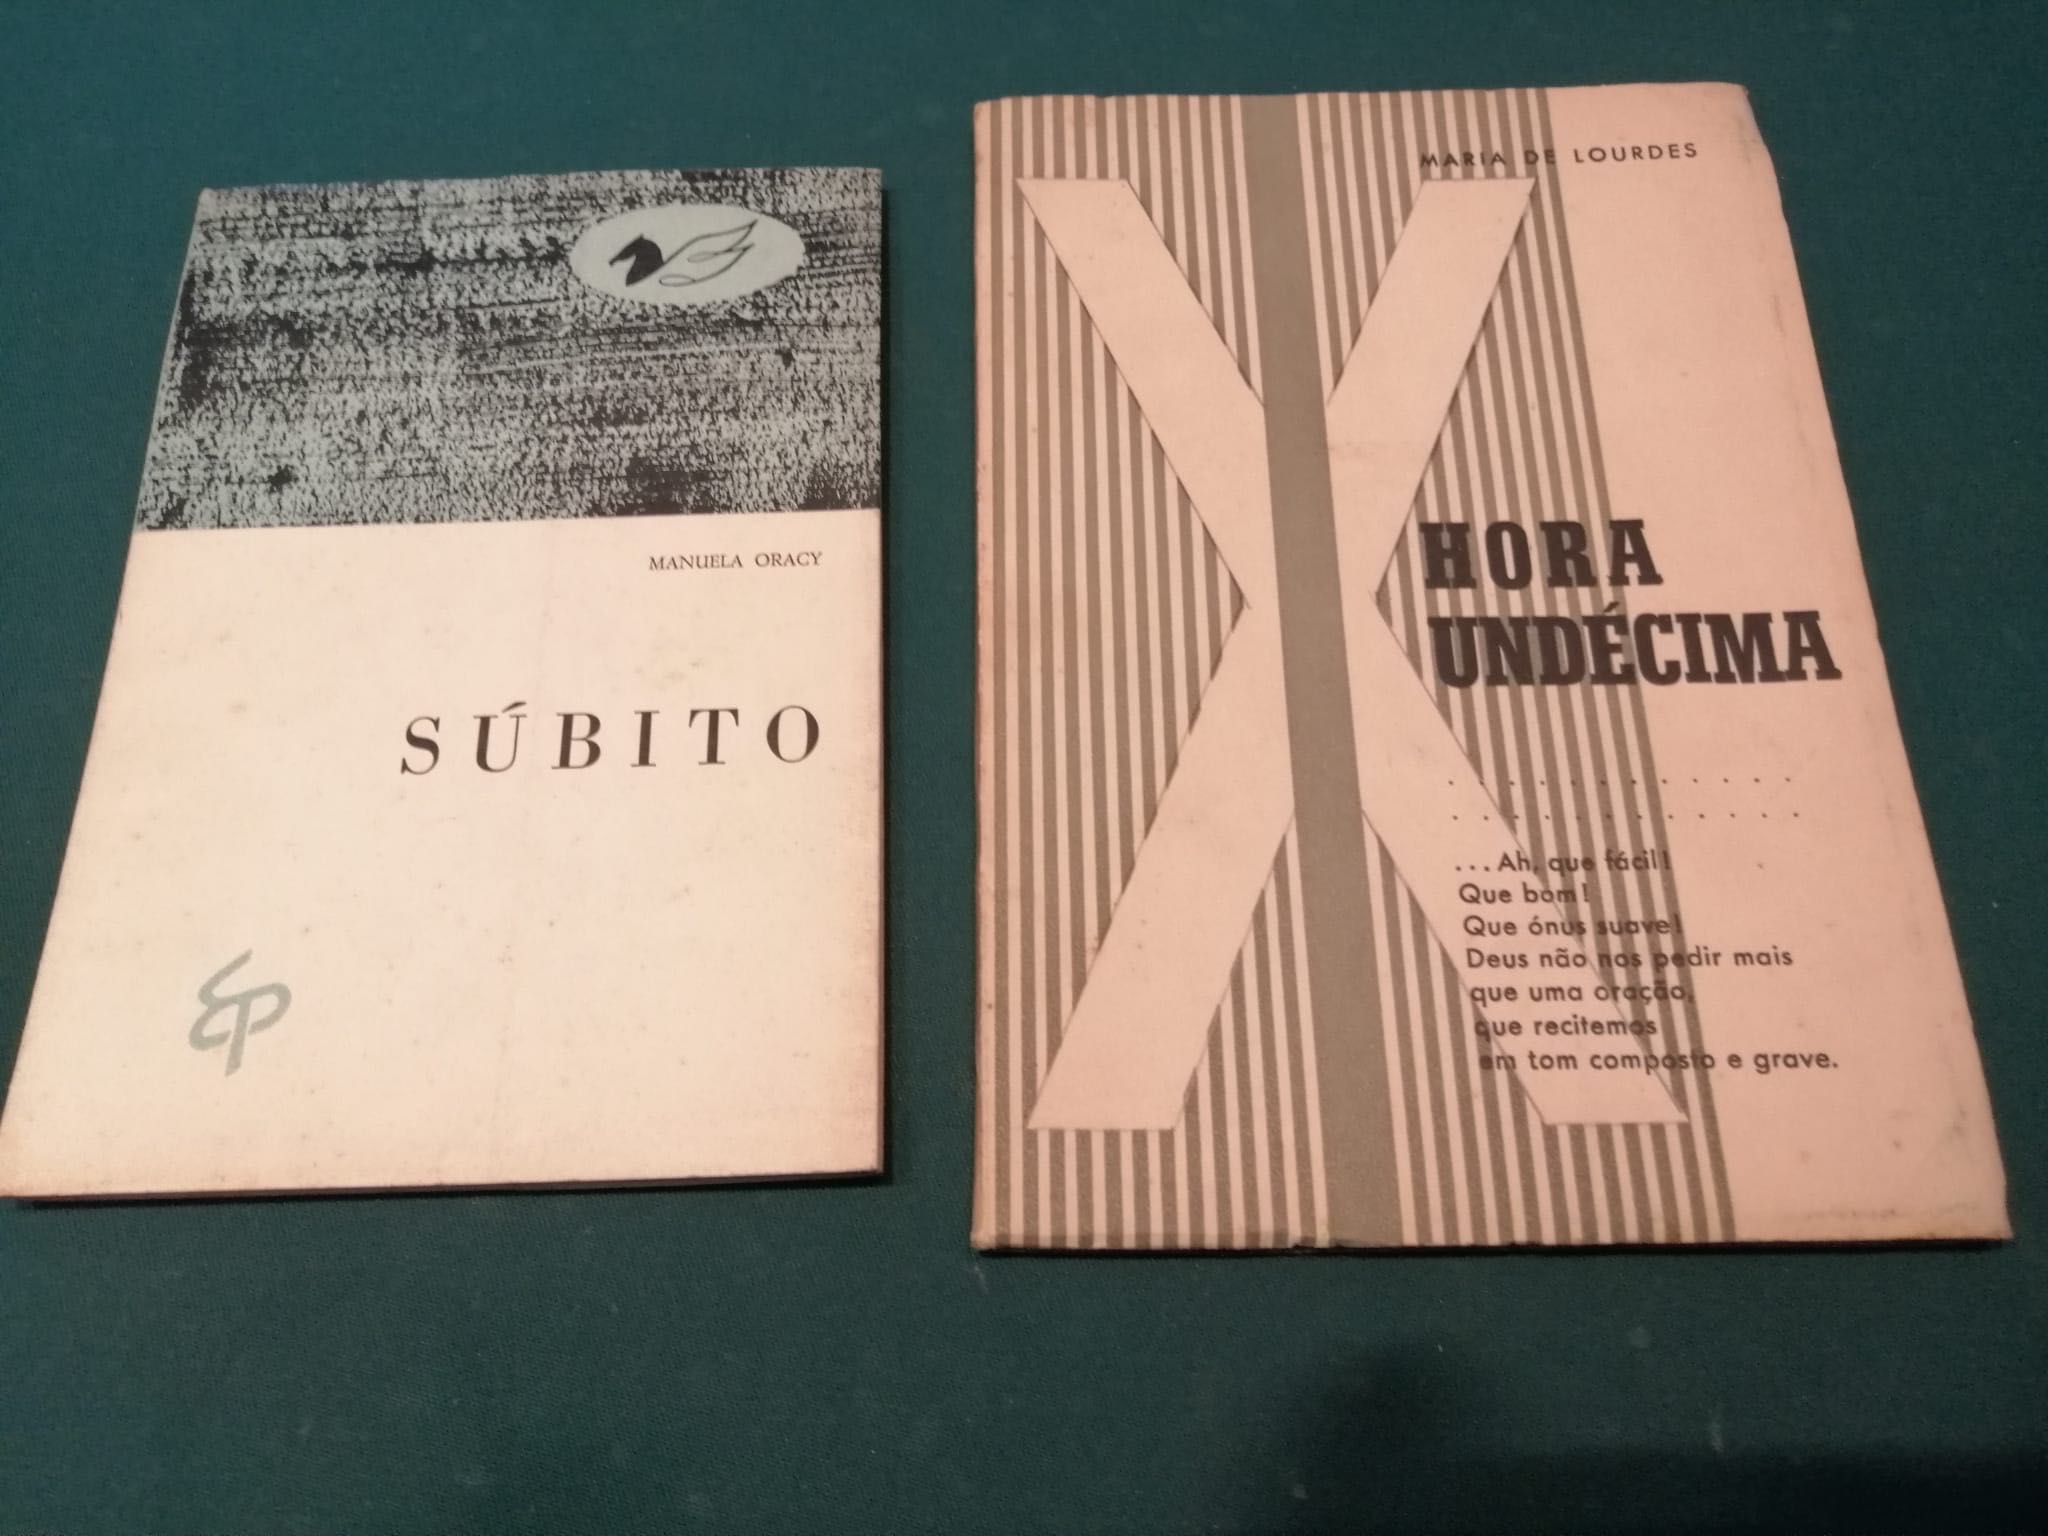 MANUELA ORACY
SÚBITO
EP
MARIA DE LOURDES
X
HORA
UNDÉCIMA
. . . . . . . . . . . .
. . . . . . . . . . . .
...Ah, que fácil!
Que bom!
Que ónus suave!
Deus não nos pedir mais
que uma oração,
que recitemos
em tom composto e grave.